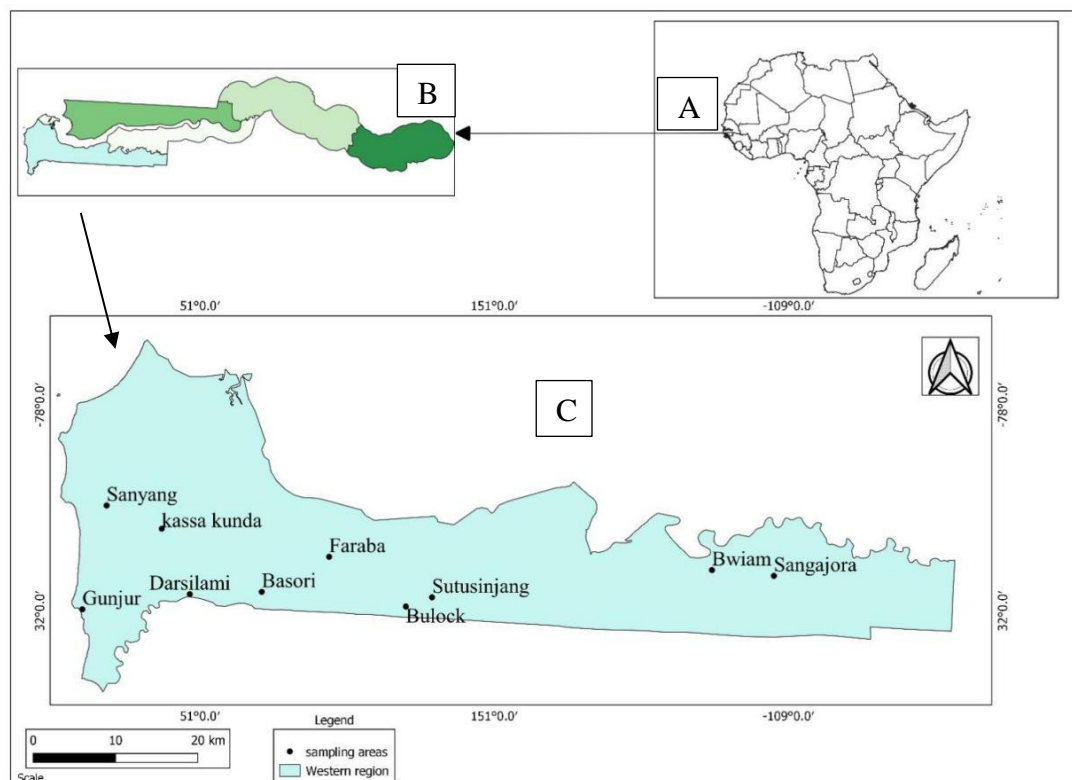 B
A
51°0.0'
151°0.0'
-109°0.0'
-78°0.0'
-78°0.0'
C
Sanyang
kassa kunda
Faraba
Bwiam
Sangajora
Darsilami
Basori
Sutusinjang
Gunjur
Bulock
32°0.0'
32°0.0'
51°0.0'
151°0.0'
-109°0.0'
Legend
0 10 20 km
sampling areas
Western region
Scale